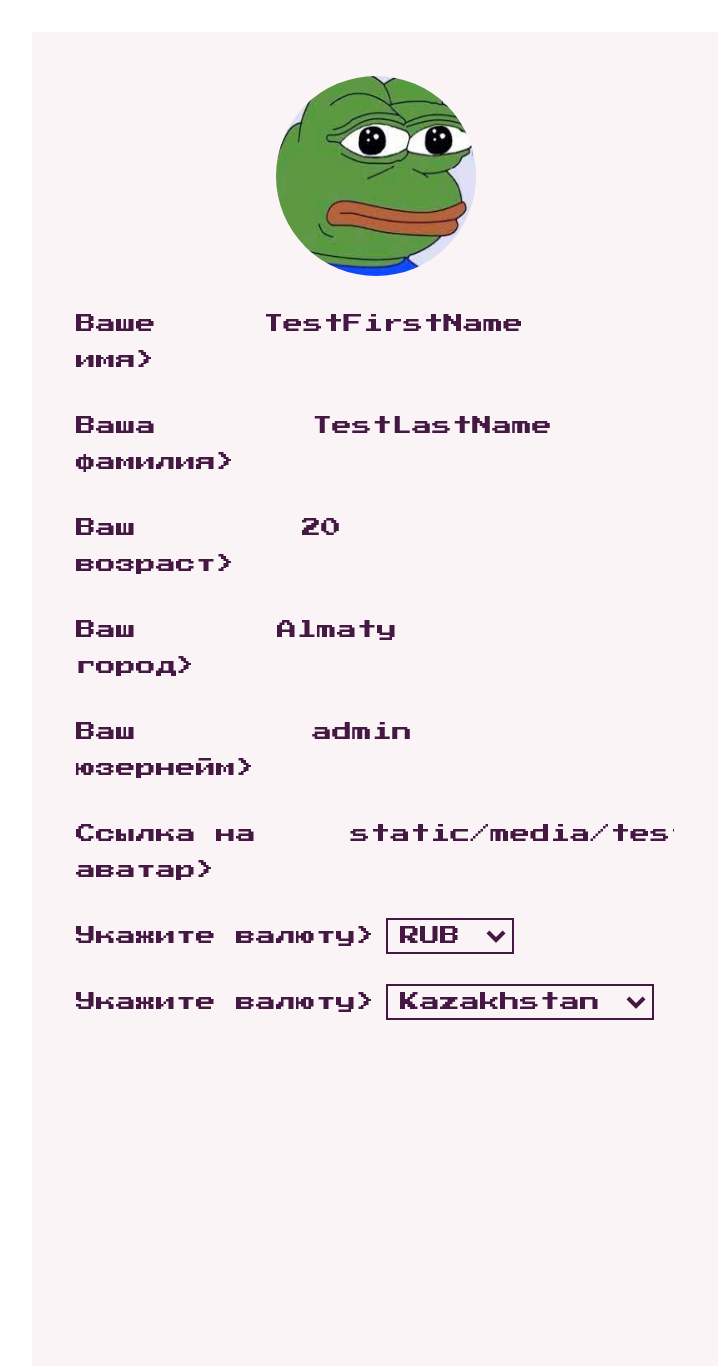 Ваше TestFirstName
имя>
Ваша TestLastName
фамилия>
Ваш 20
возраст>
Ваш Almaty
город>
Ваш admin
юзернейм>
Ссылка на static/media/tes
аватар>
Укажите валюту> RUB
Укажите валюту> Kazakhstan